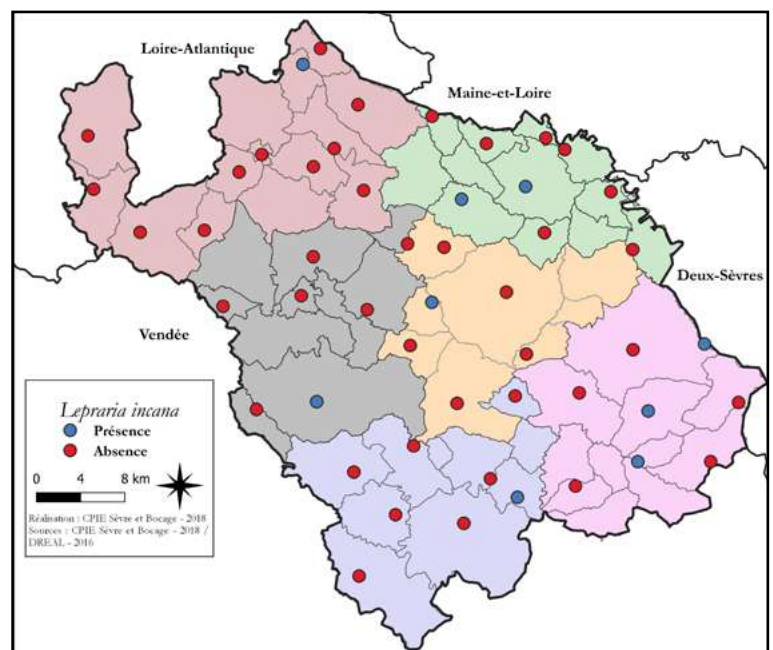 Loire-Atlantique
Maine-et-Loire
Deux-Sèvres
Vendée
Lepraria incana
Présence
Absence
0 4 8 km
Réalisation : CPIE Sèvre et Bocage - 2018
Sources : CPIE Sèvre et Bocage - 2018 /
DREAL - 2016